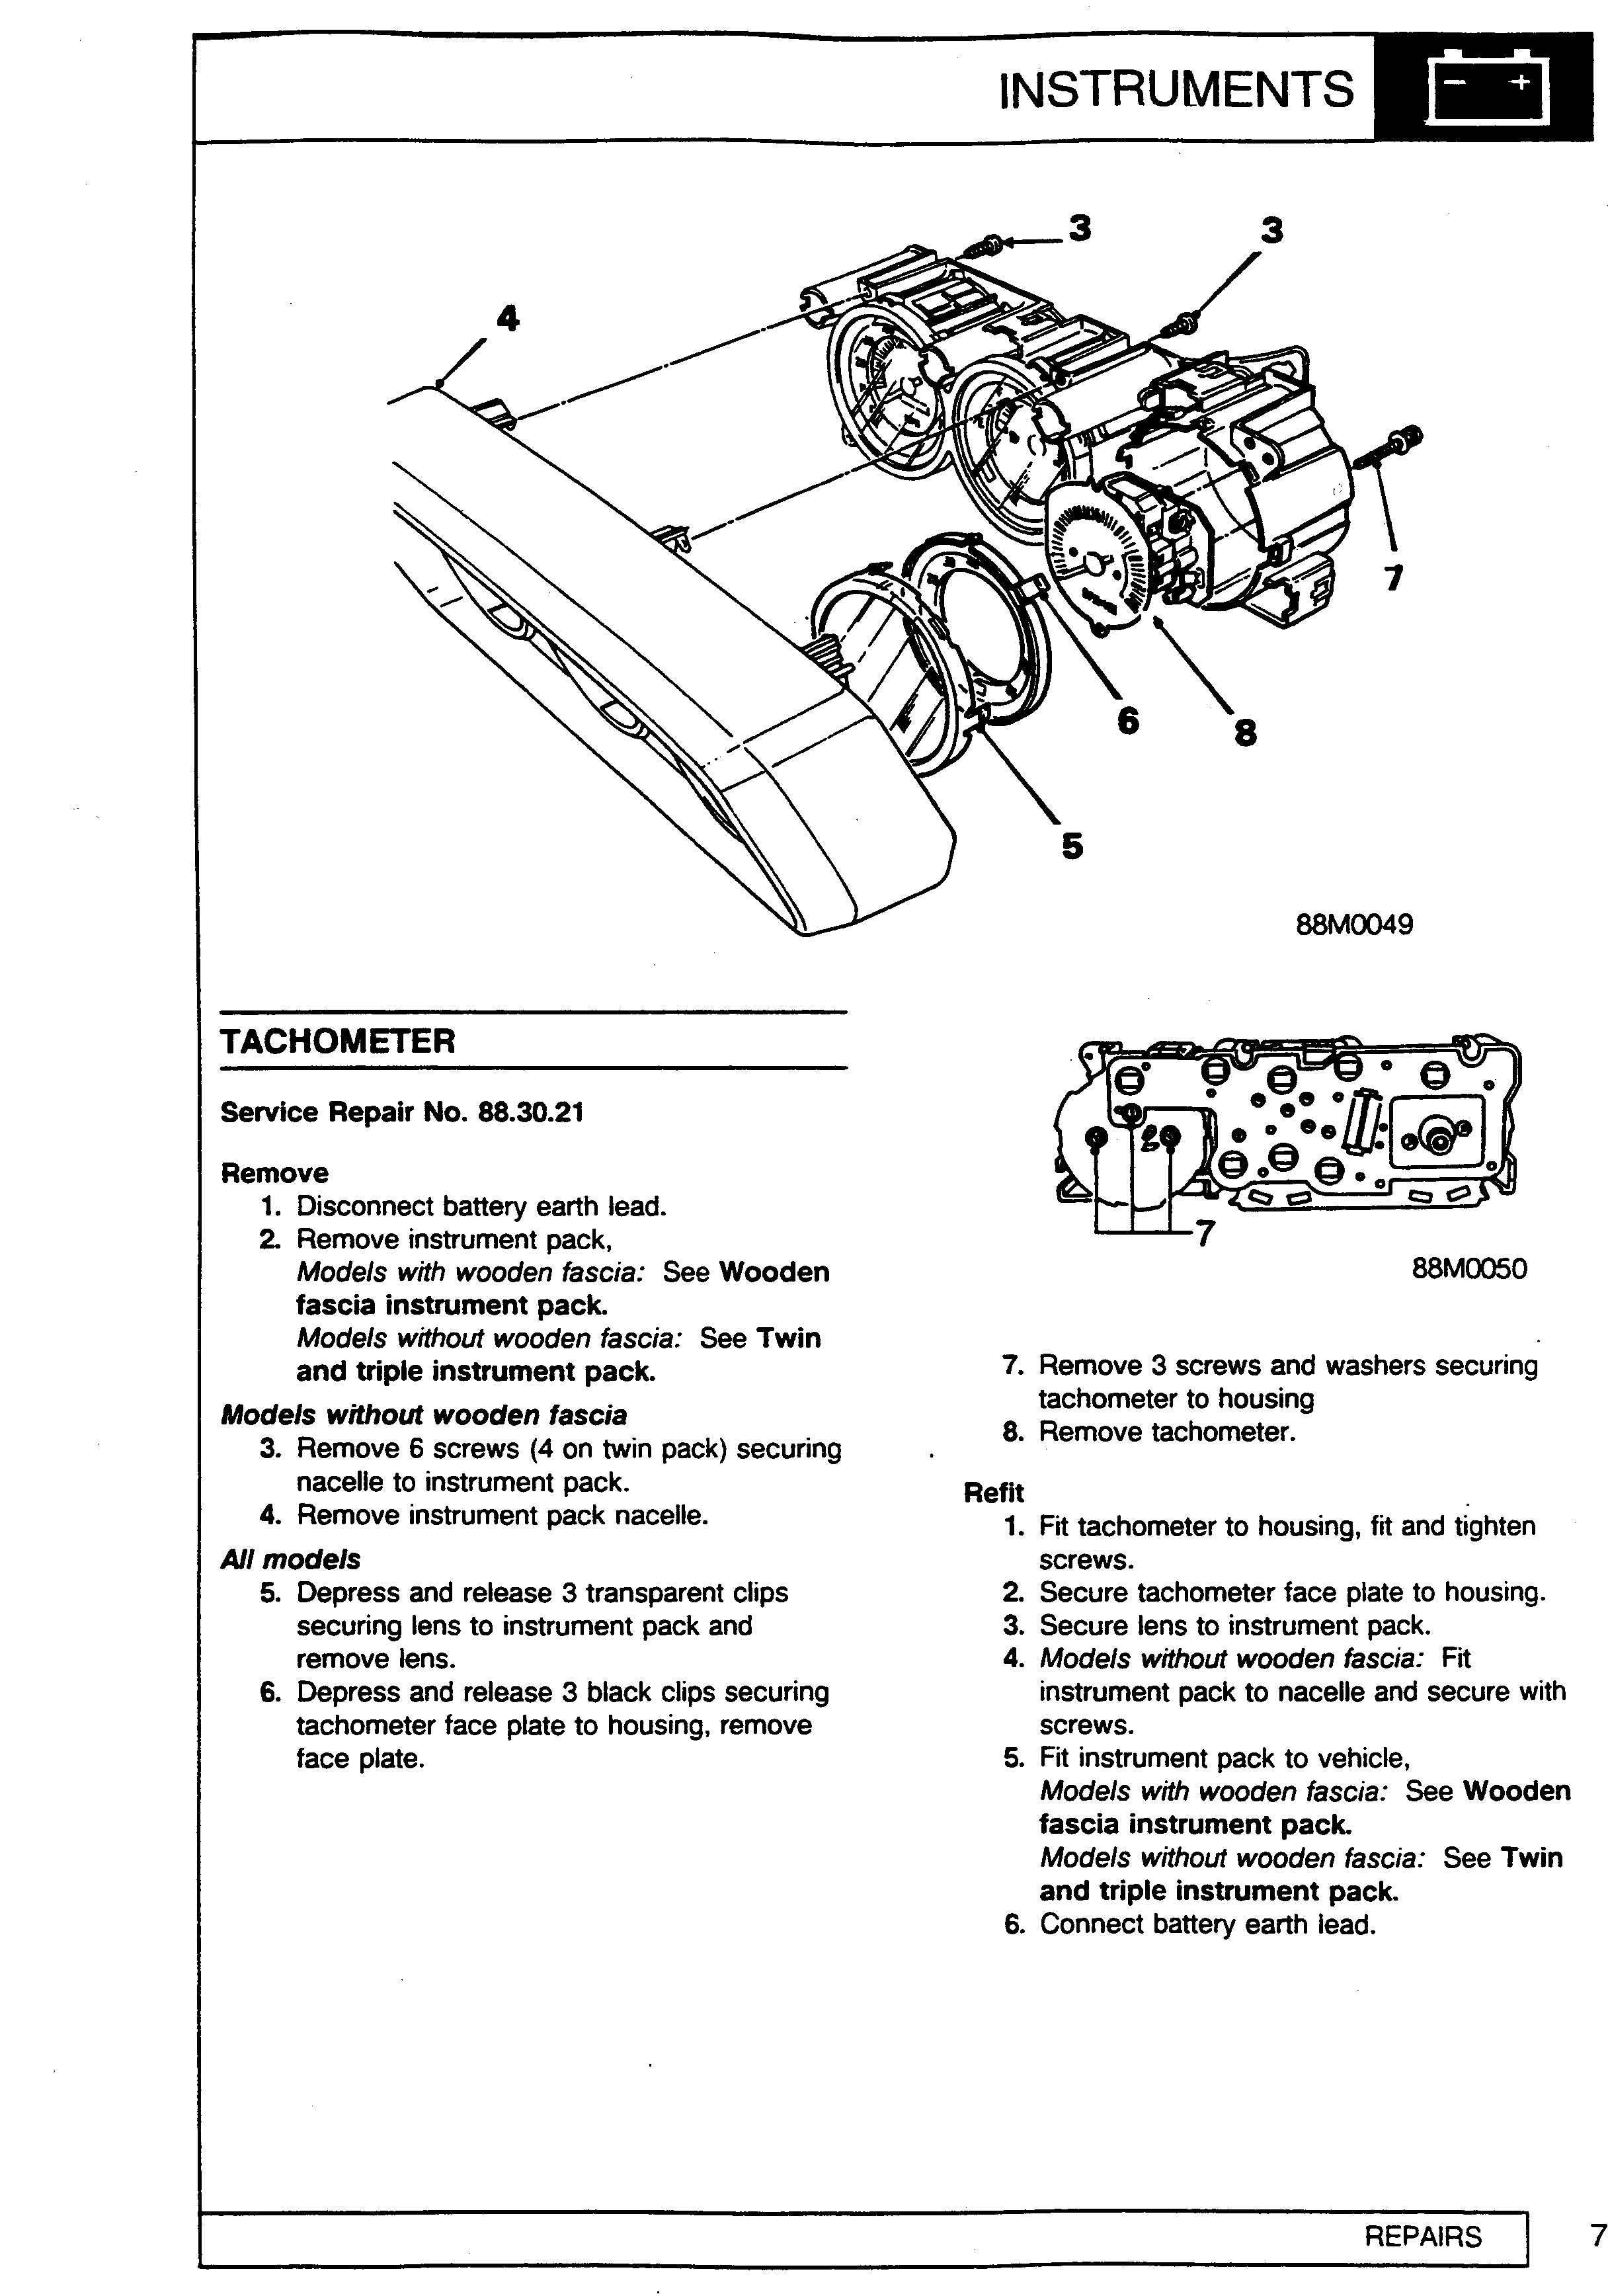 INSTRUMENTS
- +
3
3
4
7
6
8
5
88M0049
TACHOMETER
Service Repair No. 88.30.21
Remove
1. Disconnect battery earth lead.
2. Remove instrument pack,
Models with wooden fascia: See Wooden
fascia instrument pack.
Models without wooden fascia: See Twin
and triple instrument pack.
Models without wooden fascia
3. Remove 6 screws (4 on twin pack) securing
nacelle to instrument pack.
4. Remove instrument pack nacelle.
All models
5. Depress and release 3 transparent clips
securing lens to instrument pack and
remove lens.
6. Depress and release 3 black clips securing
tachometer face plate to housing, remove
face plate.
7
88M0050
7. Remove 3 screws and washers securing
tachometer to housing
8. Remove tachometer.
Refit
1. Fit tachometer to housing, fit and tighten
screws.
2. Secure tachometer face plate to housing.
3. Secure lens to instrument pack.
4. Models without wooden fascia: Fit
instrument pack to nacelle and secure with
screws.
5. Fit instrument pack to vehicle,
Models with wooden fascia: See Wooden
fascia instrument pack.
Models without wooden fascia: See Twin
and triple instrument pack.
6. Connect battery earth lead.
REPAIRS
7